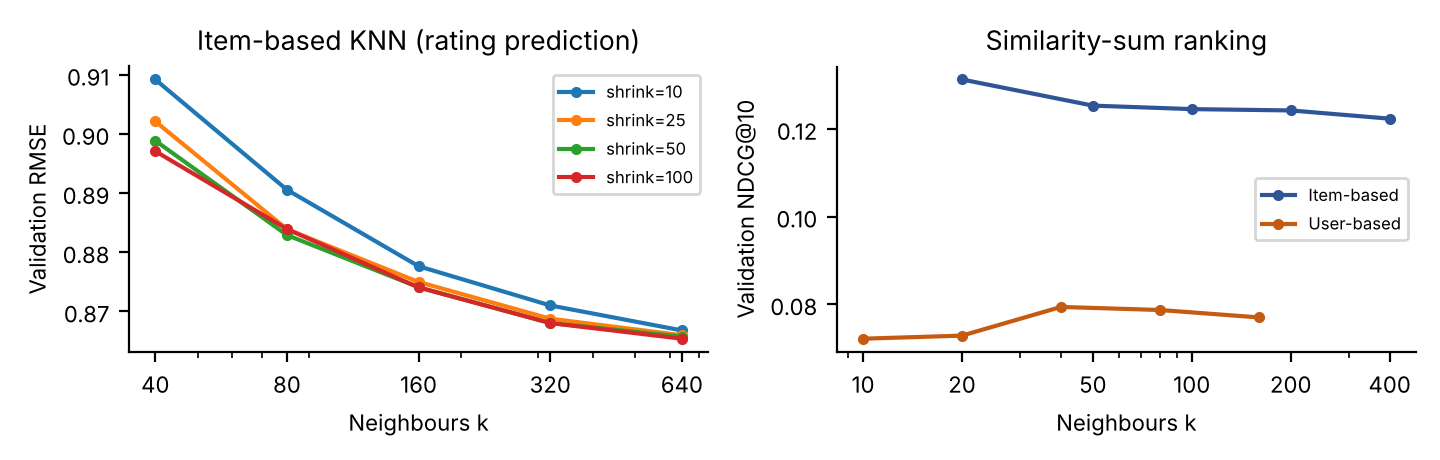 Item-based KNN (rating prediction)
Validation RMSE
0.91
0.90
0.89
0.88
0.87
shrink=10
shrink=25
shrink=50
shrink=100
40
80
160
320
640
Neighbours k
Similarity-sum ranking
Validation NDCG@10
0.12
0.10
0.08
Item-based
User-based
10
20
50
100
200
400
Neighbours k